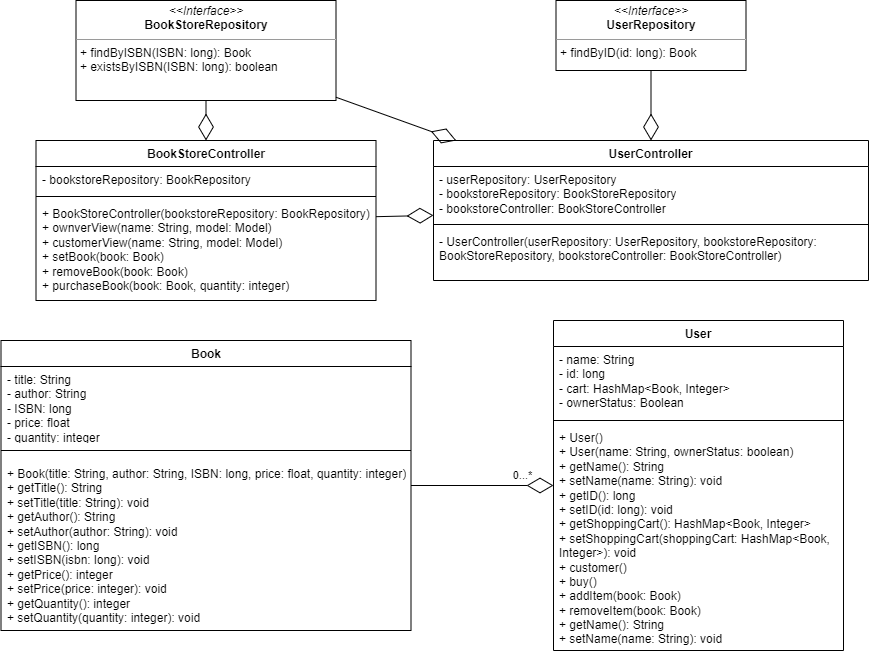 <<Interface>>
BookStoreRepository
+ findByISBN(ISBN: long): Book
+ existsByISBN(ISBN: long): boolean
<<Interface>>
UserRepository
+ findByID(id: long): Book
BookStoreController
- bookstoreRepository: BookRepository
+ BookStoreController(bookstoreRepository: BookRepository)
+ ownverView(name: String, model: Model)
+ customerView(name: String, model: Model)
+ setBook(book: Book)
+ removeBook(book: Book)
+ purchaseBook(book: Book, quantity: integer)
UserController
- userRepository: UserRepository
- bookstoreRepository: BookStoreRepository
- bookstoreController: BookStoreController
- UserController(userRepository: UserRepository, bookstoreRepository:
BookStoreRepository, bookstoreController: BookStoreController)
Book
- title: String
- author: String
- ISBN: long
- price: float
- quantity: integer
+ Book(title: String, author: String, ISBN: long, price: float, quantity: integer)
+ getTitle(): String
+ setTitle(title: String): void
+ getAuthor(): String
+ setAuthor(author: String): void
+ getISBN(): long
+ setISBN(isbn: long): void
+ getPrice(): integer
+ setPrice(price: integer): void
+ getQuantity(): integer
+ setQuantity(quantity: integer): void
0...*
User
- name: String
- id: long
- cart: HashMap<Book, Integer>
- ownerStatus: Boolean
+ User()
+ User(name: String, ownerStatus: boolean)
+ getName(): String
+ setName(name: String): void
+ getID(): long
+ setID(id: long): void
+ getShoppingCart(): HashMap<Book, Integer>
+ setShoppingCart(shoppingCart: HashMap<Book,
Integer>): void
+ customer()
+ buy()
+ addItem(book: Book)
+ removeItem(book: Book)
+ getName(): String
+ setName(name: String): void